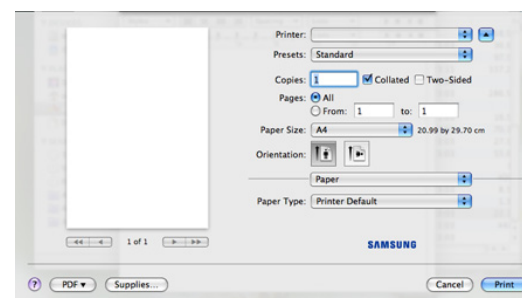 Printer:
Presets: Standard
Copies: 1 Collated Two-Sided
Pages: All
From: 1 to: 1
Paper Size: A4 20.99 by 29.70 cm
Orientation:
Paper
Paper Type: Printer Default
1 of 1
SAMSUNG
? PDF Supplies... Cancel Print